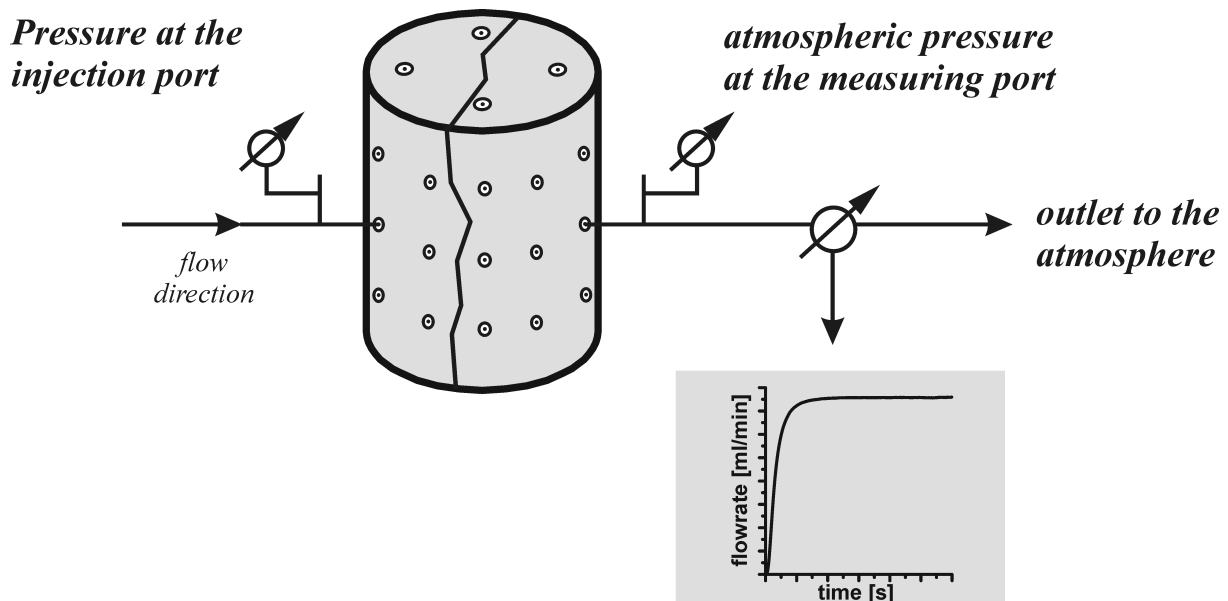 Pressure at the
injection port
atmospheric pressure
at the measuring port
flow
direction
outlet to the
atmosphere
flowrate [ml/min]
time [s]